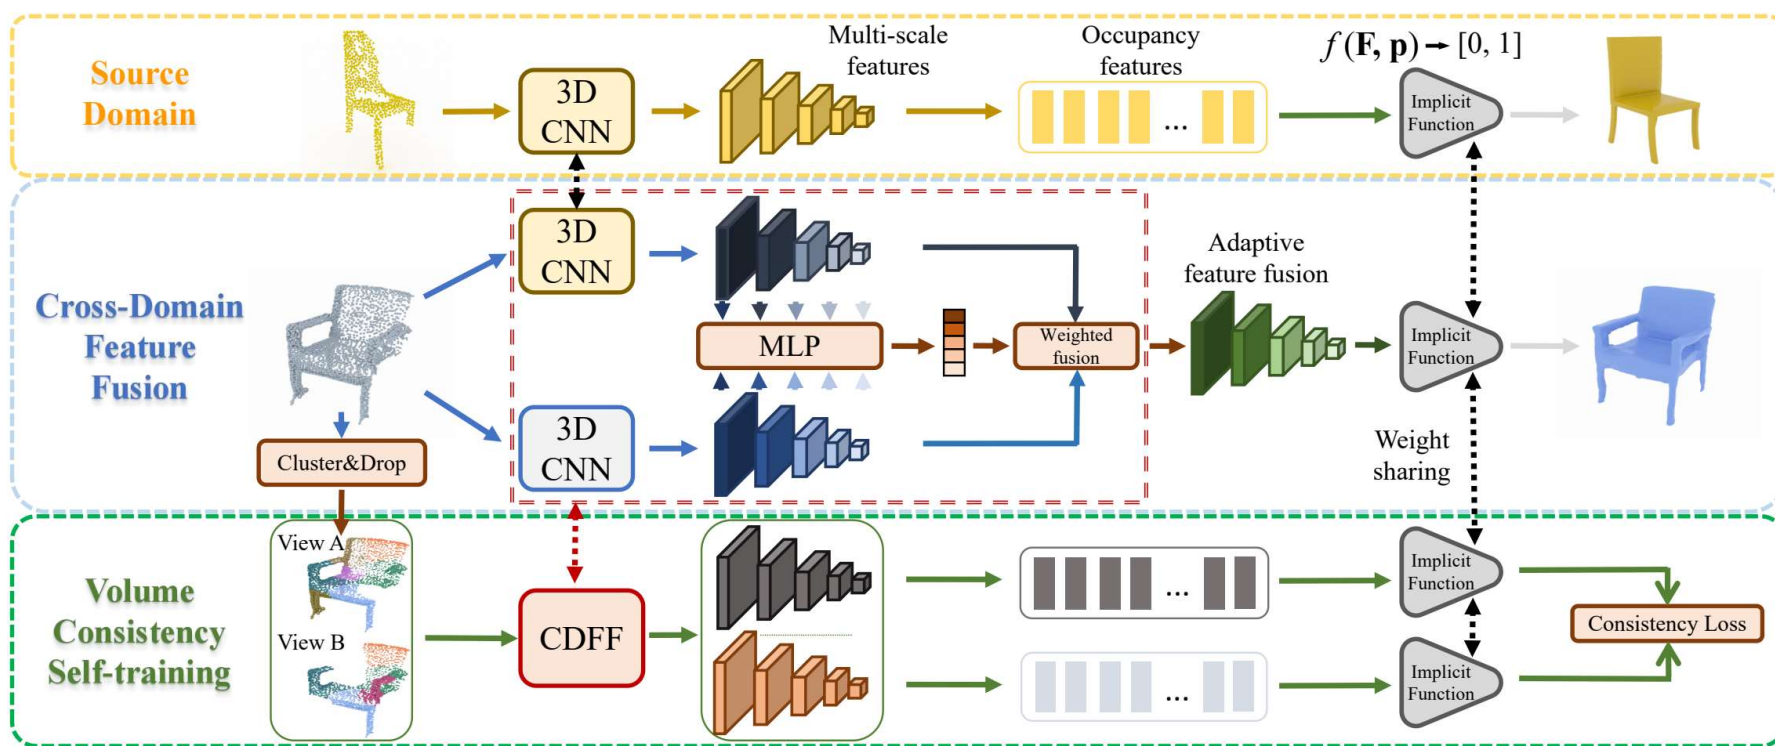 Source
Domain
3D
CNN
Multi-scale
features
Occupancy
features
...
f(F, p)→[0, 1]
Implicit
Function
Cross-Domain
Feature
Fusion
3D
CNN
MLP
Weighted
fusion
Adaptive
feature fusion
Implicit
Function
3D
CNN
Cluster&Drop
Weight
sharing
Volume
Consistency
Self-training
View A
View B
CDFF
...
...
Implicit
Function
Implicit
Function
Consistency Loss